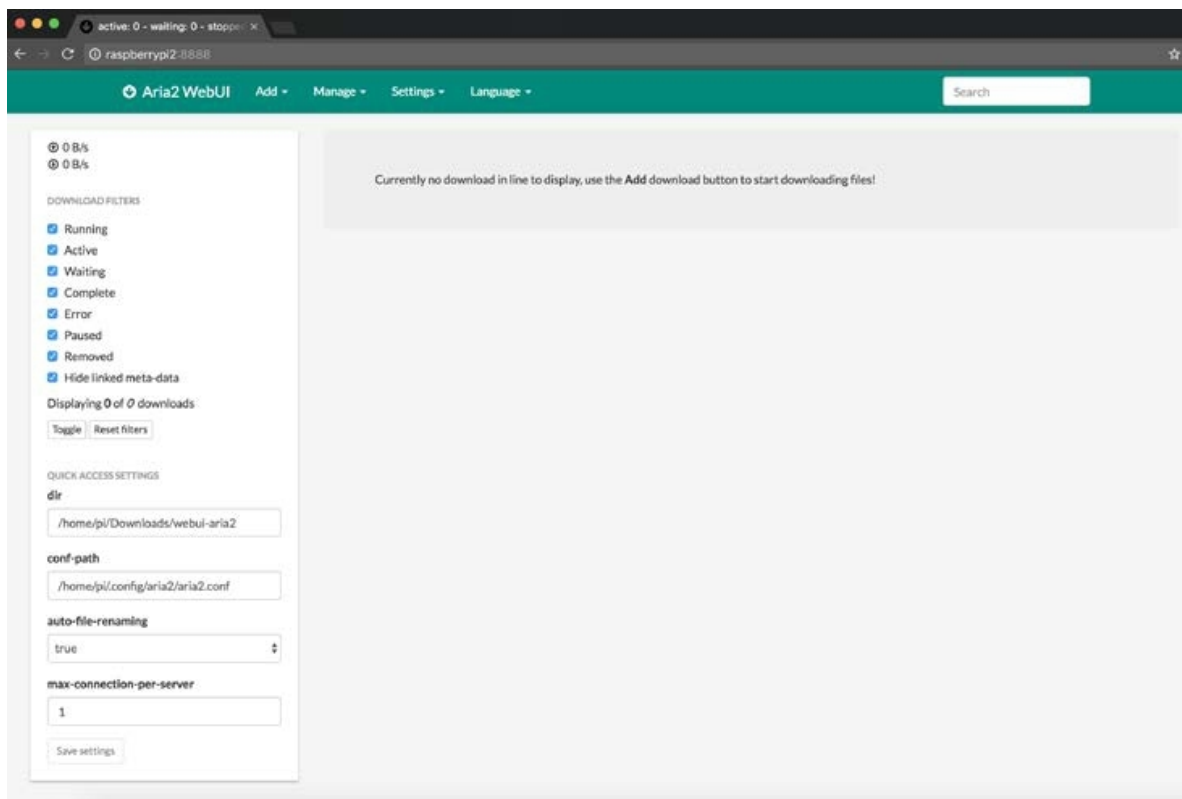 active: 0 - waiting: 0 - stoppe
raspberrypi2:8888
Aria2 WebUI Add Manage Settings Language Search
0 B/s
0 B/s
DOWNLOAD FILTERS
Running
Active
Waiting
Complete
Error
Paused
Removed
Hide linked meta-data
Displaying 0 of 0 downloads
Toggle Reset filters
QUICK ACCESS SETTINGS
dir
/home/pi/Downloads/webui-aria2
conf-path
/home/pi/.config/aria2/aria2.conf
auto-file-renaming
true
max-connection-per-server
1
Save settings
Currently no download in line to display, use the Add download button to start downloading files!